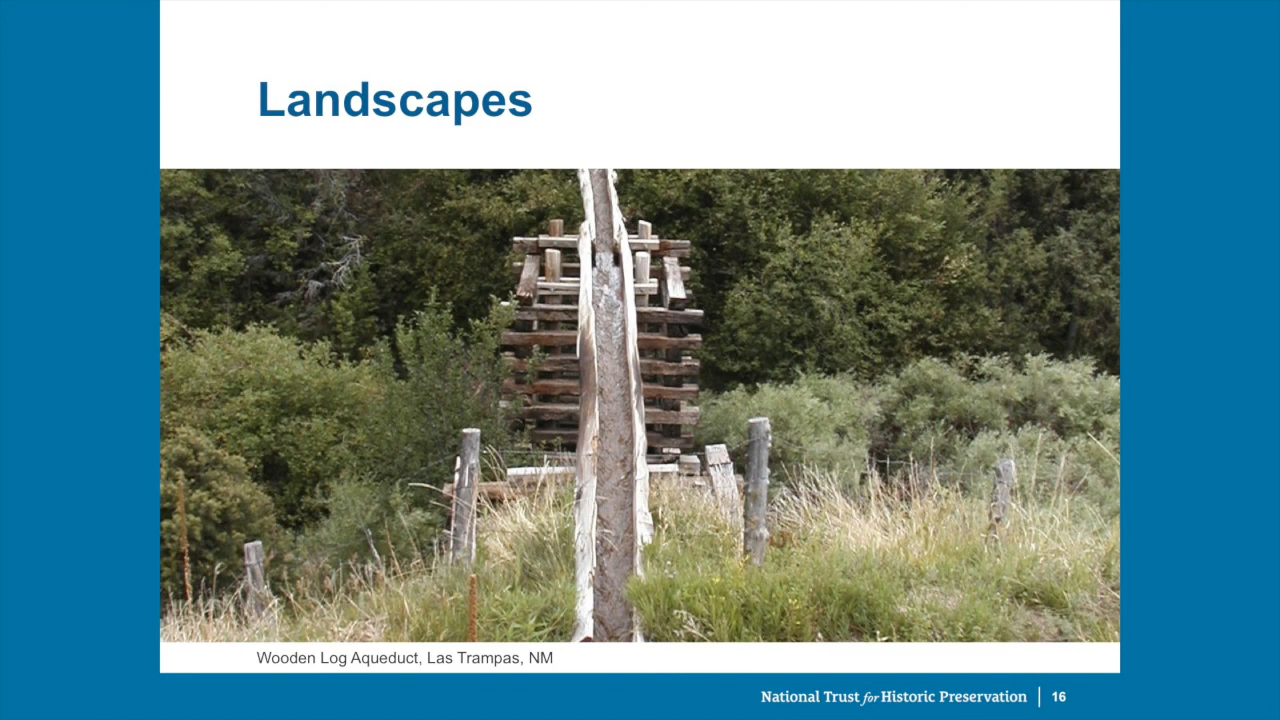 Landscapes
Wooden Log Aqueduct, Las Trampas, NM
National Trust for Historic Preservation | 16